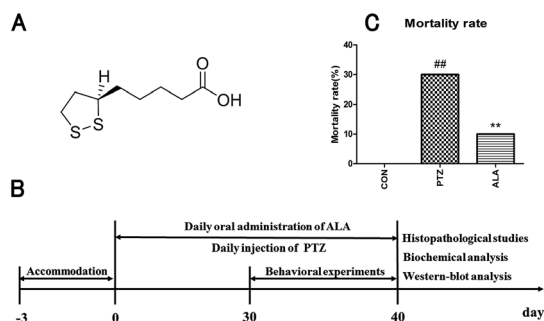 A
H
O
OH
S
S
C
Mortality rate
Mortality rate(%)
40
30
20
10
0
##
**
CON
PTZ
ALA
B
Daily oral administration of ALA
Daily injection of PTZ
Accommodation
Behavioral experiments
Histopathological studies
Biochemical analysis
Western-blot analysis
-3
0
30
40
day